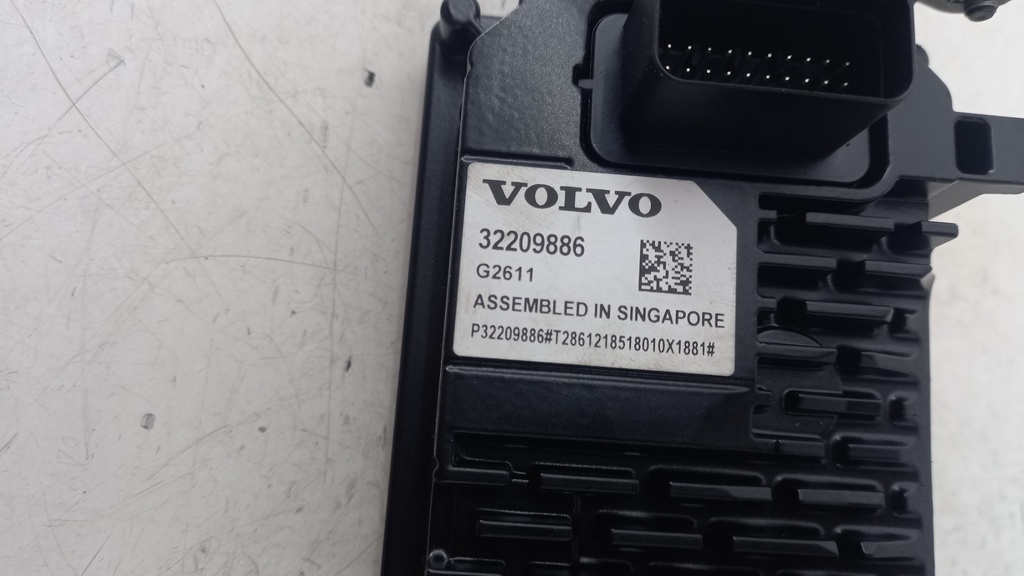 VOLVO
32209886
G2611
ASSEMBLED IN SINGAPORE
P32209886#T2861218518010X1881#